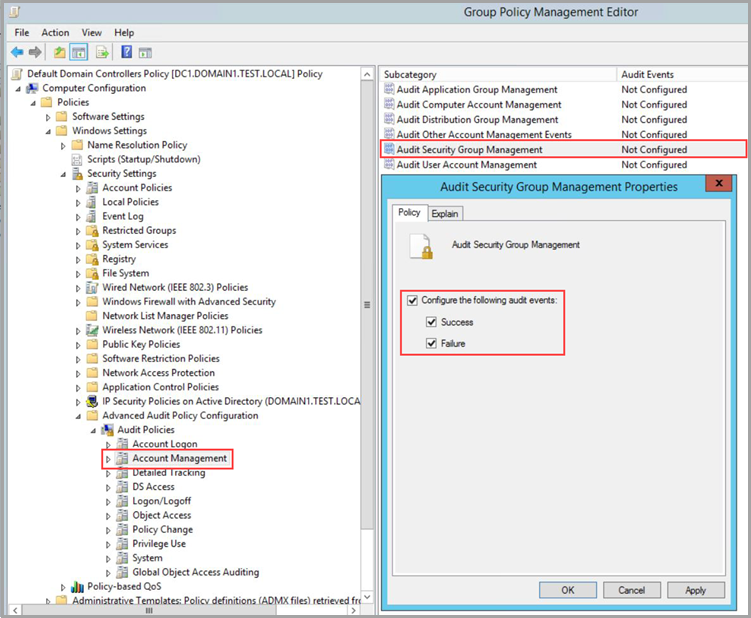 Group Policy Management Editor
File Action View Help
Default Domain Controllers Policy [DC1.DOMAIN1.TEST.LOCAL] Policy
Computer Configuration
Policies
Software Settings
Windows Settings
Name Resolution Policy
Scripts (Startup/Shutdown)
Security Settings
Account Policies
Local Policies
Event Log
Restricted Groups
System Services
Registry
File System
Wired Network (IEEE 802.3) Policies
Windows Firewall with Advanced Security
Network List Manager Policies
Wireless Network (IEEE 802.11) Policies
Public Key Policies
Software Restriction Policies
Network Access Protection
Application Control Policies
IP Security Policies on Active Directory (DOMAIN1.TEST.LOCA
Advanced Audit Policy Configuration
Audit Policies
Account Logon
Account Management
Detailed Tracking
DS Access
Logon/Logoff
Object Access
Policy Change
Privilege Use
System
Global Object Access Auditing
Policy-based QoS
Administrative Templates: Policy definitions (ADMX files) retrieved fr
Subcategory Audit Events
Audit Application Group Management Not Configured
Audit Computer Account Management Not Configured
Audit Distribution Group Management Not Configured
Audit Other Account Management Events Not Configured
Audit Security Group Management Not Configured
Audit User Account Management Not Configured
Audit Security Group Management Properties x
Policy Explain
Audit Security Group Management
Configure the following audit events:
Success
Failure
OK Cancel Apply